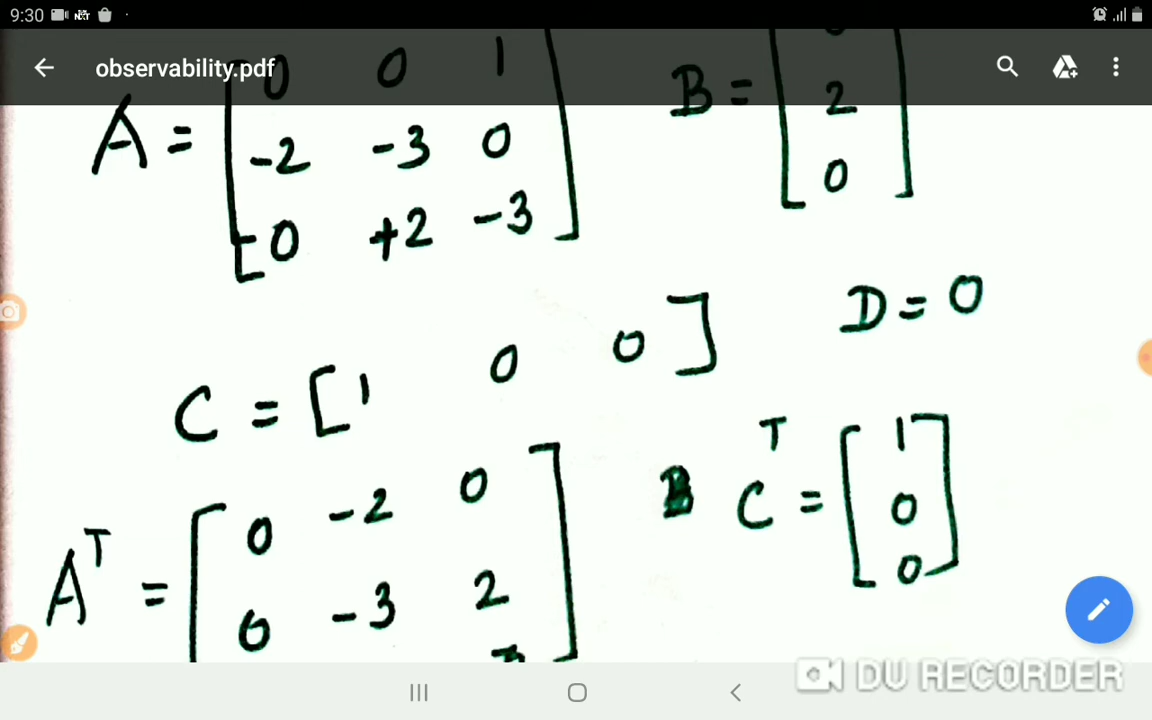 9:30
observability.pdf
0 0 1
A = -2 -3 0
0 +2 -3
B = 2
0
C = [1 0 0]
D = 0
A^T = 0 -2 0
0 -3 2
C^T = 1
0
0
DU RECORDER